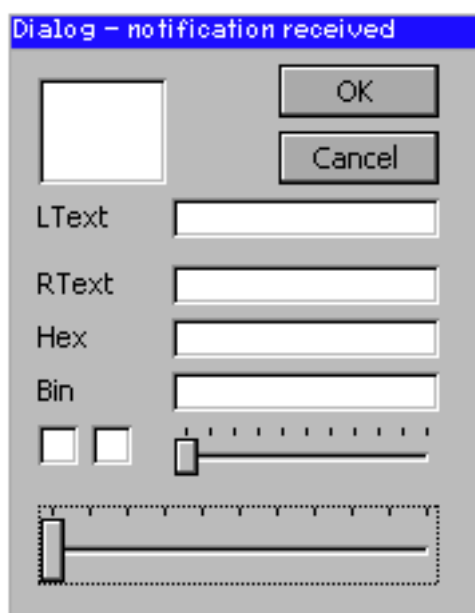 Dialog – notification received
OK
Cancel
LText
RText
Hex
Bin